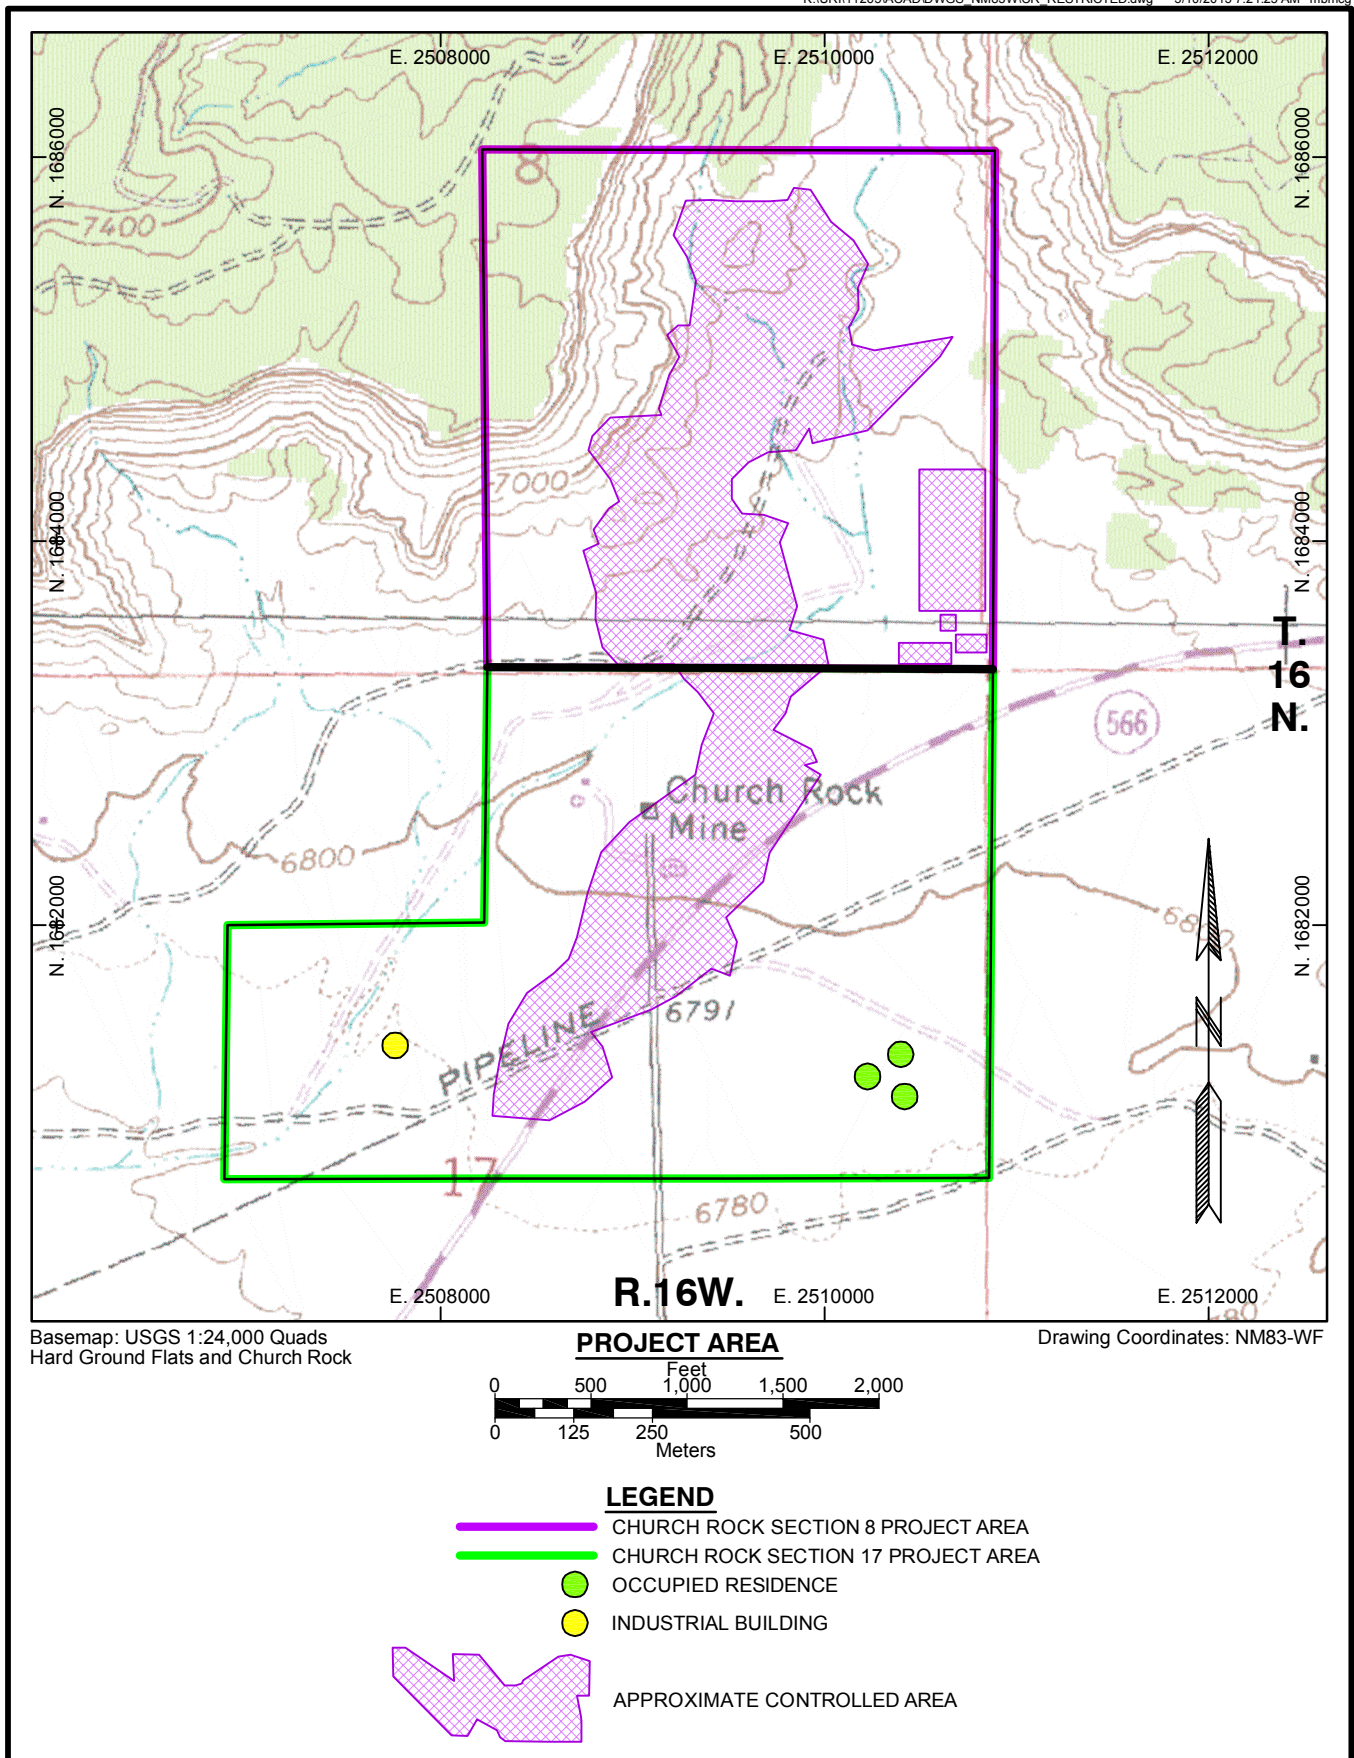 E. 2508000 E. 2510000 E. 2512000
N. 1686000 N. 1686000
8
7400
7000
N. 1684000 N. 1684000
T.
16
N.
566
Church Rock
Mine
6800
N. 1682000 N. 1682000
PIPELINE
6791
17
6780
R.16W.
E. 2508000 E. 2510000 E. 2512000
Basemap: USGS 1:24,000 Quads
Hard Ground Flats and Church Rock
PROJECT AREA
Drawing Coordinates: NM83-WF
Feet
0 500 1,000 1,500 2,000
0 125 250 500
Meters
LEGEND
CHURCH ROCK SECTION 8 PROJECT AREA
CHURCH ROCK SECTION 17 PROJECT AREA
OCCUPIED RESIDENCE
INDUSTRIAL BUILDING
APPROXIMATE CONTROLLED AREA